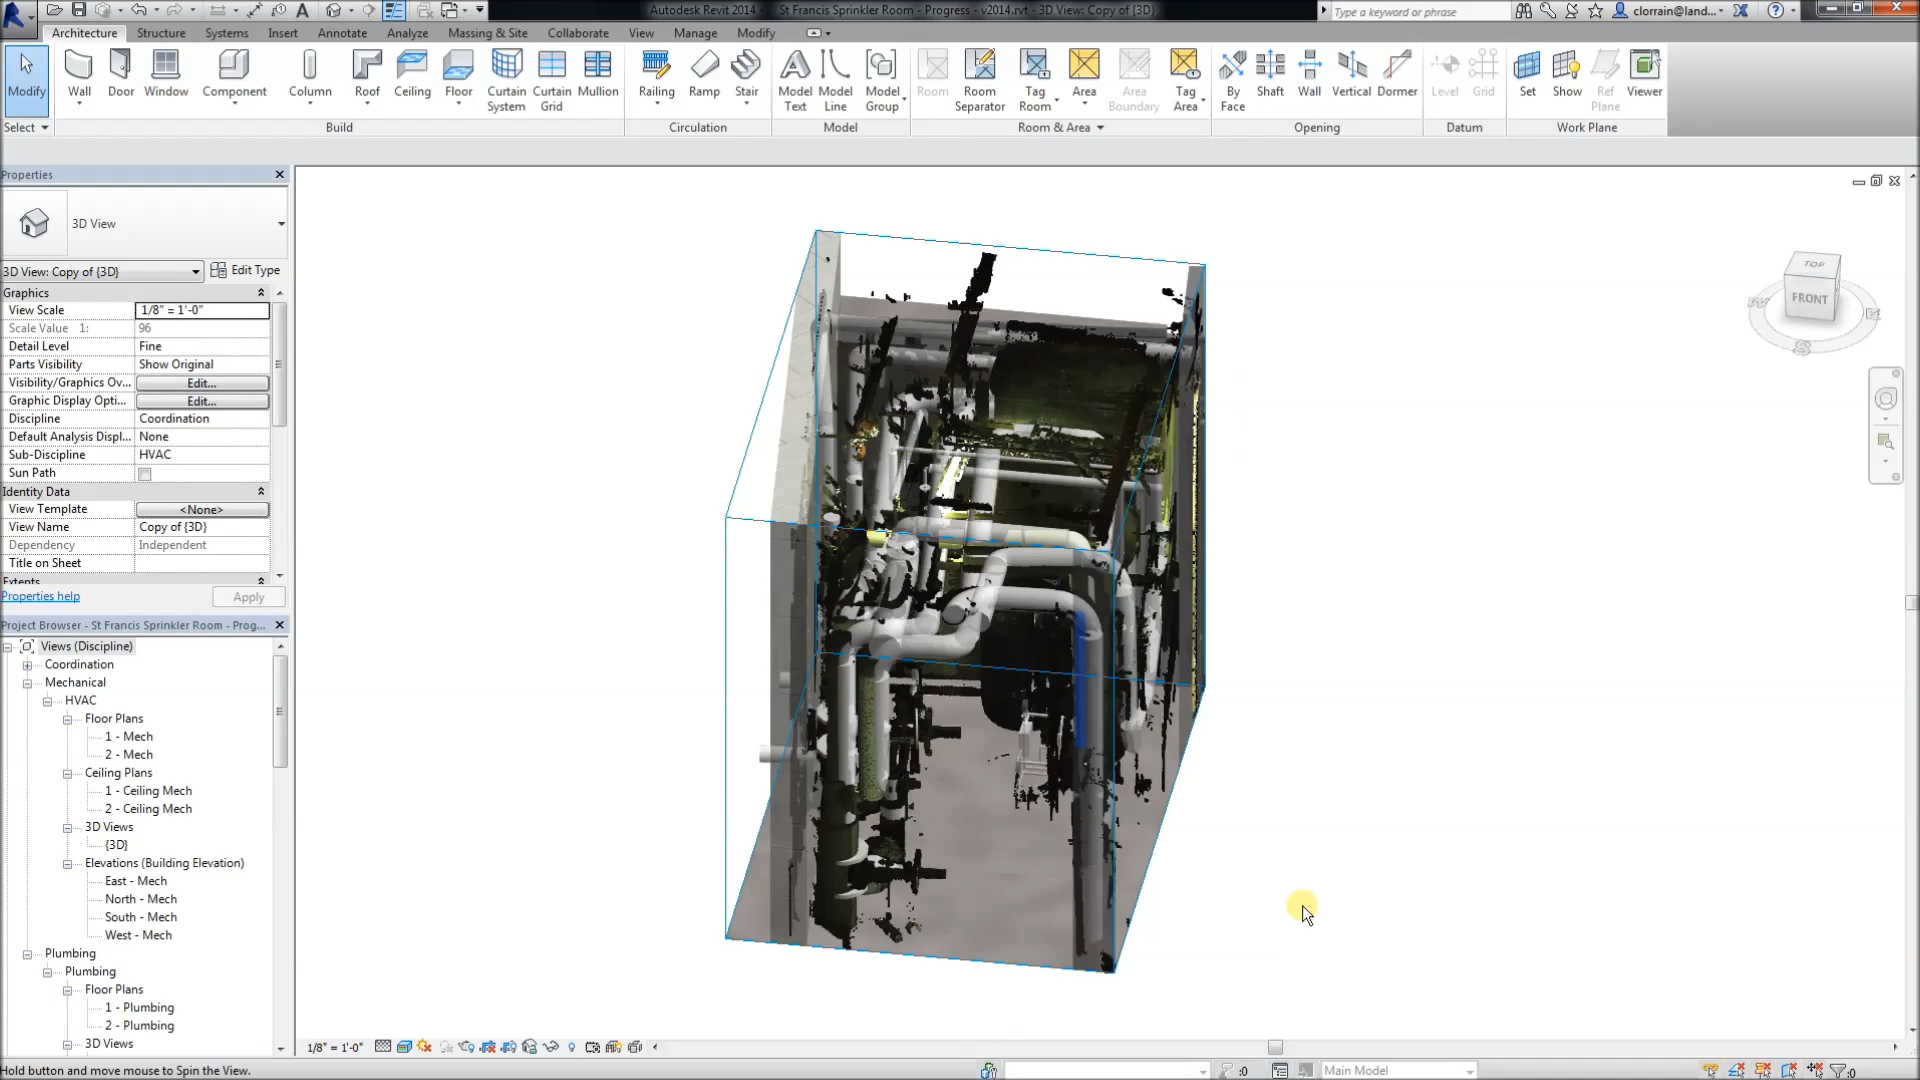 Autodesk Revit 2014 - St Francis Sprinkler Room - Progress - v2014.rvt - 3D View: Copy of {3D}
Type a keyword or phrase
clorrain@land...
Architecture Structure Systems Insert Annotate Analyze Massing & Site Collaborate View Manage Modify
Modify
Wall
Door
Window
Component
Column
Roof
Ceiling
Floor
Curtain System
Curtain Grid
Mullion
Railing
Ramp
Stair
Model Text
Model Line
Model Group
Room
Room Separator
Tag Room
Area
Area Boundary
Tag Area
By Face
Shaft
Wall
Vertical
Dormer
Level
Grid
Set
Show
Ref Plane
Viewer
Select Build Circulation Model Room & Area Opening Datum Work Plane
Properties
3D View
3D View: Copy of {3D} Edit Type
Graphics
View Scale 1/8" = 1'-0"
Scale Value 1: 96
Detail Level Fine
Parts Visibility Show Original
Visibility/Graphics Ov... Edit...
Graphic Display Opti... Edit...
Discipline Coordination
Default Analysis Displ... None
Sub-Discipline HVAC
Sun Path
Identity Data
View Template <None>
View Name Copy of {3D}
Dependency Independent
Title on Sheet
Extents
Properties help Apply
Project Browser - St Francis Sprinkler Room - Prog...
Views (Discipline)
Coordination
Mechanical
HVAC
Floor Plans
1 - Mech
2 - Mech
Ceiling Plans
1 - Ceiling Mech
2 - Ceiling Mech
3D Views
{3D}
Elevations (Building Elevation)
East - Mech
North - Mech
South - Mech
West - Mech
Plumbing
Plumbing
Floor Plans
1 - Plumbing
2 - Plumbing
3D Views
TOP
FRONT
S
1/8" = 1'-0"
Hold button and move mouse to Spin the View.
:0
Main Model
:0